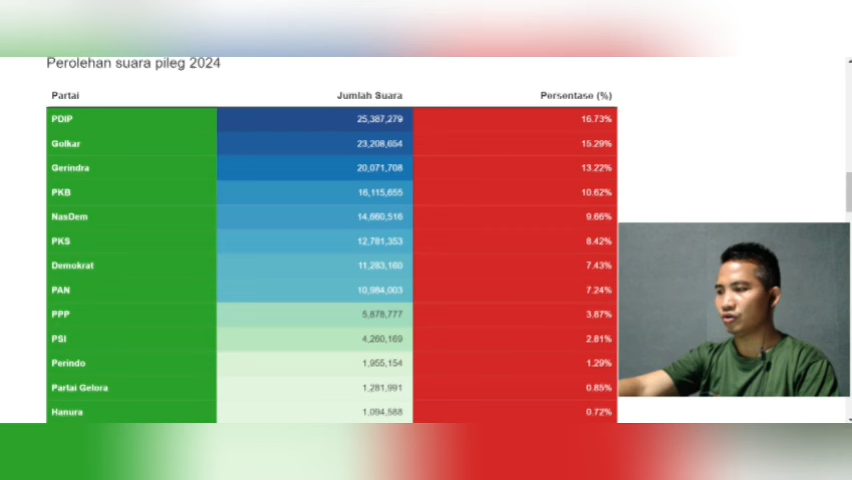 Perolehan suara pileg 2024
Partai Jumlah Suara Persentase (%)
PDIP 25,387,279 16.73%
Golkar 23,208,654 15.29%
Gerindra 20,071,708 13.22%
PKB 16,115,655 10.62%
NasDem 14,660,516 9.66%
PKS 12,781,353 8.42%
Demokrat 11,283,160 7.43%
PAN 10,984,003 7.24%
PPP 5,878,777 3.87%
PSI 4,260,169 2.81%
Perindo 1,955,154 1.29%
Partai Gelora 1,281,991 0.85%
Hanura 1,094,588 0.72%